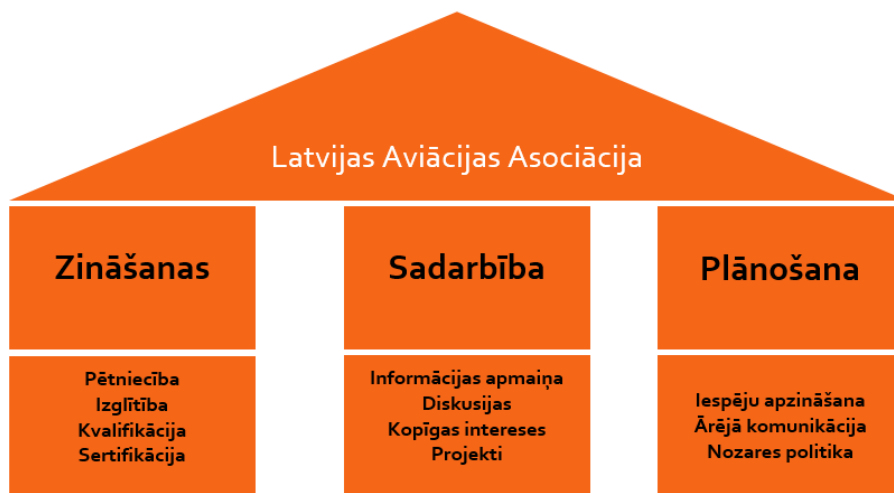 Latvijas Aviācijas Asociācija
Zināšanas
Pētniecība
Izglītība
Kvalifikācija
Sertifikācija
Sadarbība
Informācijas apmaiņa
Diskusijas
Kopīgas intereses
Projekti
Plānošana
Iespēju apzināšana
Ārējā komunikācija
Nozares politika